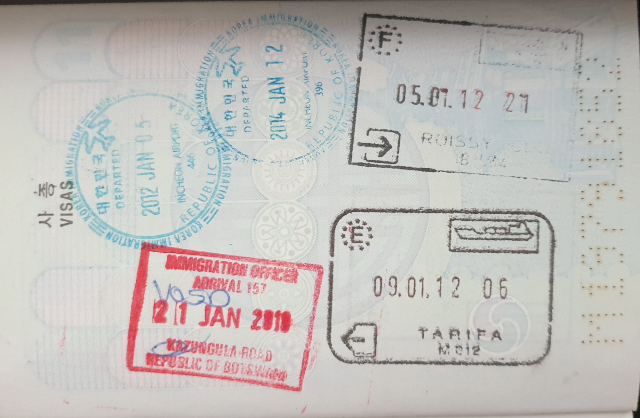 사증
VISAS
KOREA IMMIGRATION
대한민국
DEPARTED
2012 JAN 05
INCHEON AIRPORT
446
REPUBLIC OF KOREA
KOREA IMMIGRATION
대한민국
DEPARTED
2014 JAN 12
INCHEON AIRPORT
396
REPUBLIC OF KOREA
F
05.01.12 21
ROISSY
E
09.01.12 06
TARIFA
IMMIGRATION OFFICER
ARRIVAL 157
21 JAN
KAZUNGULA ROAD
REPUBLIC OF BOTSWANA